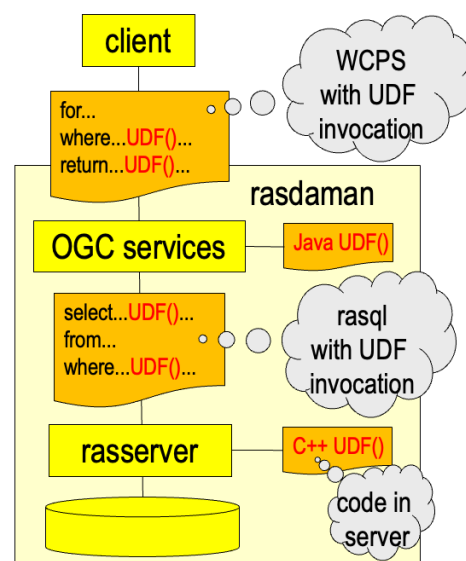 client
WCPS
with UDF
invocation
for...
where...UDF()...
return...UDF()...
rasdaman
OGC services
Java UDF()
select...UDF()...
from...
where...UDF()...
rasql
with UDF
invocation
rasserver
C++ UDF()
code in
server